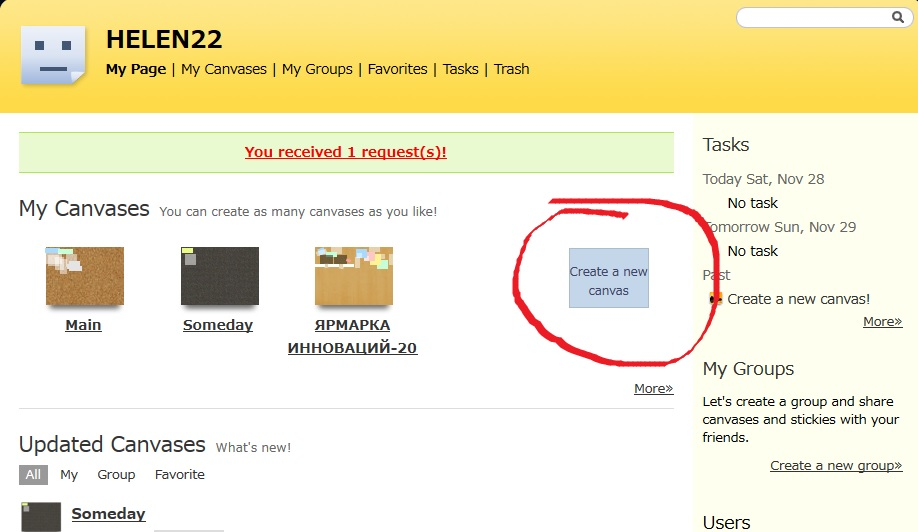 HELEN22
My Page | My Canvases | My Groups | Favorites | Tasks | Trash
You received 1 request(s)!
My Canvases You can create as many canvases as you like!
Main
Someday
ЯРМАРКА
ИННОВАЦИЙ-20
Create a new
canvas
More»
Updated Canvases What's new!
All My Group Favorite
Someday
Tasks
Today Sat, Nov 28
No task
Tomorrow Sun, Nov 29
No task
Past
Create a new canvas!
More»
My Groups
Let's create a group and share
canvases and stickies with your
friends.
Create a new group»
Users